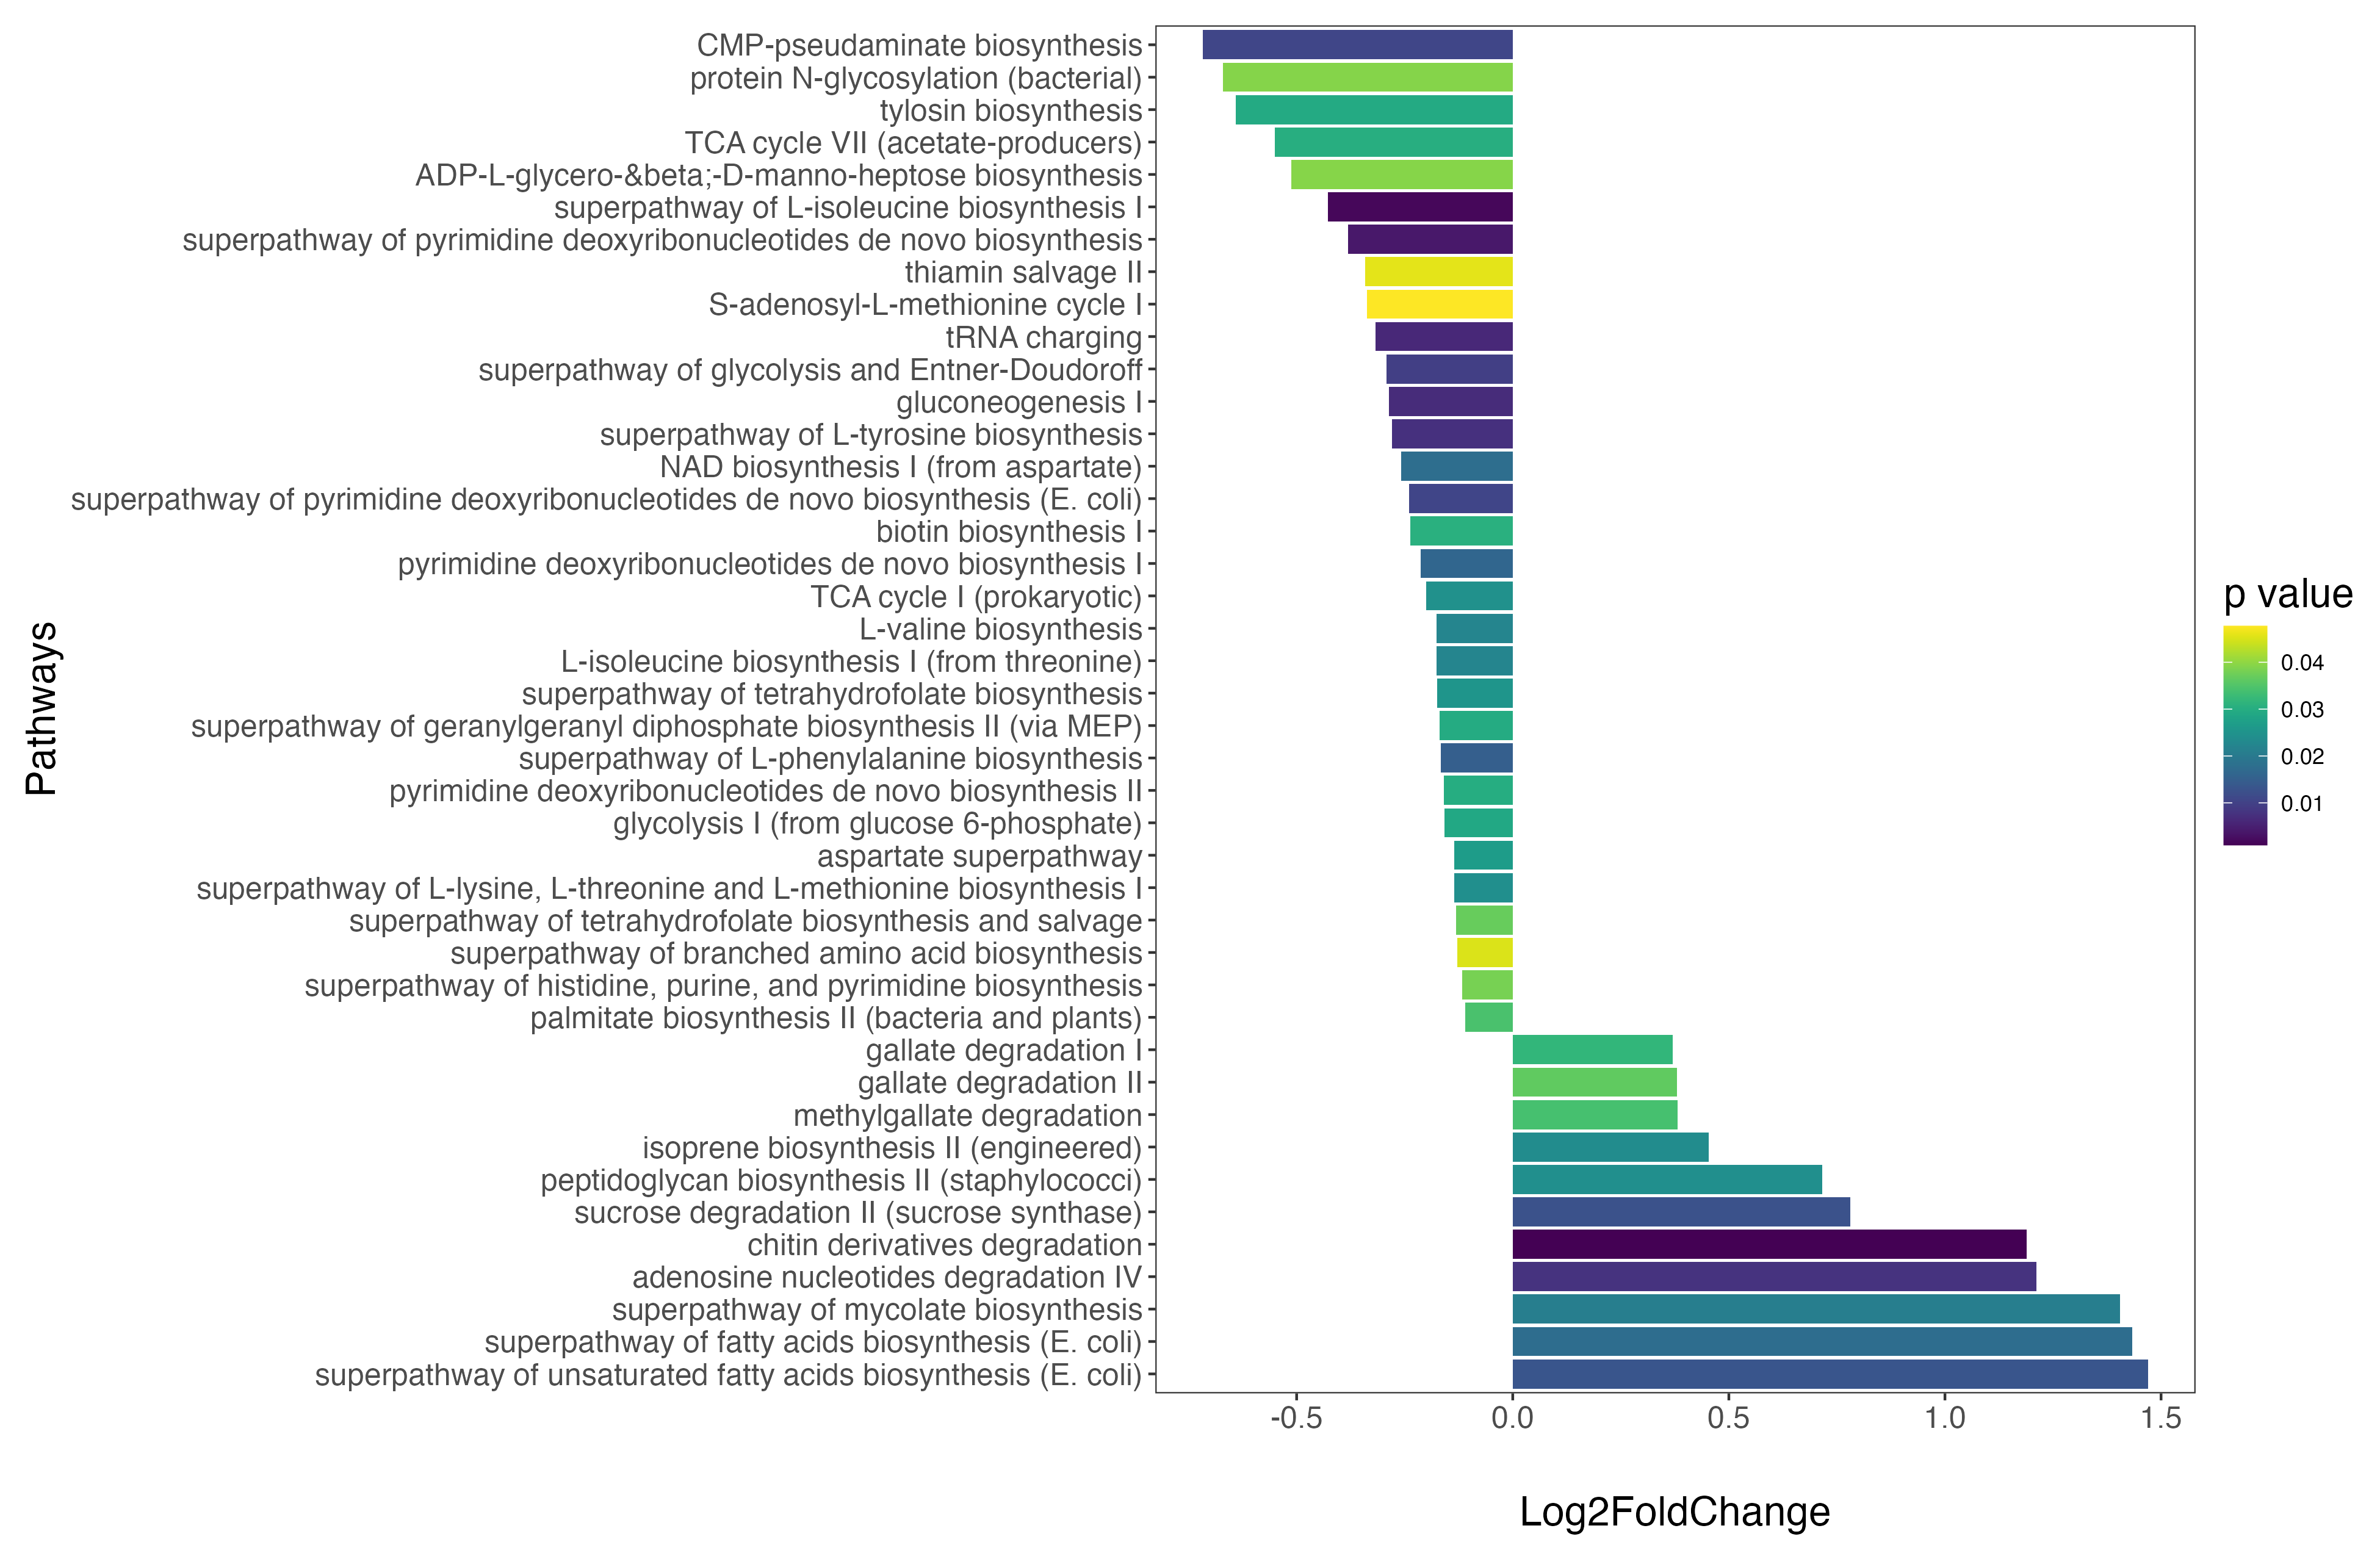 CMP-pseudaminate biosynthesis
protein N-glycosylation (bacterial)
tylosin biosynthesis
TCA cycle VII (acetate-producers)
ADP-L-glycero-&beta;-D-manno-heptose biosynthesis
superpathway of L-isoleucine biosynthesis I
superpathway of pyrimidine deoxyribonucleotides de novo biosynthesis
thiamin salvage II
S-adenosyl-L-methionine cycle I
tRNA charging
superpathway of glycolysis and Entner-Doudoroff
gluconeogenesis I
superpathway of L-tyrosine biosynthesis
NAD biosynthesis I (from aspartate)
superpathway of pyrimidine deoxyribonucleotides de novo biosynthesis (E. coli)
biotin biosynthesis I
pyrimidine deoxyribonucleotides de novo biosynthesis I
TCA cycle I (prokaryotic)
L-valine biosynthesis
L-isoleucine biosynthesis I (from threonine)
superpathway of tetrahydrofolate biosynthesis
superpathway of geranylgeranyl diphosphate biosynthesis II (via MEP)
superpathway of L-phenylalanine biosynthesis
pyrimidine deoxyribonucleotides de novo biosynthesis II
glycolysis I (from glucose 6-phosphate)
aspartate superpathway
superpathway of L-lysine, L-threonine and L-methionine biosynthesis I
superpathway of tetrahydrofolate biosynthesis and salvage
superpathway of branched amino acid biosynthesis
superpathway of histidine, purine, and pyrimidine biosynthesis
palmitate biosynthesis II (bacteria and plants)
gallate degradation I
gallate degradation II
methylgallate degradation
isoprene biosynthesis II (engineered)
peptidoglycan biosynthesis II (staphylococci)
sucrose degradation II (sucrose synthase)
chitin derivatives degradation
adenosine nucleotides degradation IV
superpathway of mycolate biosynthesis
superpathway of fatty acids biosynthesis (E. coli)
superpathway of unsaturated fatty acids biosynthesis (E. coli)
Pathways
-0.5 0.0 0.5 1.0 1.5
Log2FoldChange
p value
0.04
0.03
0.02
0.01